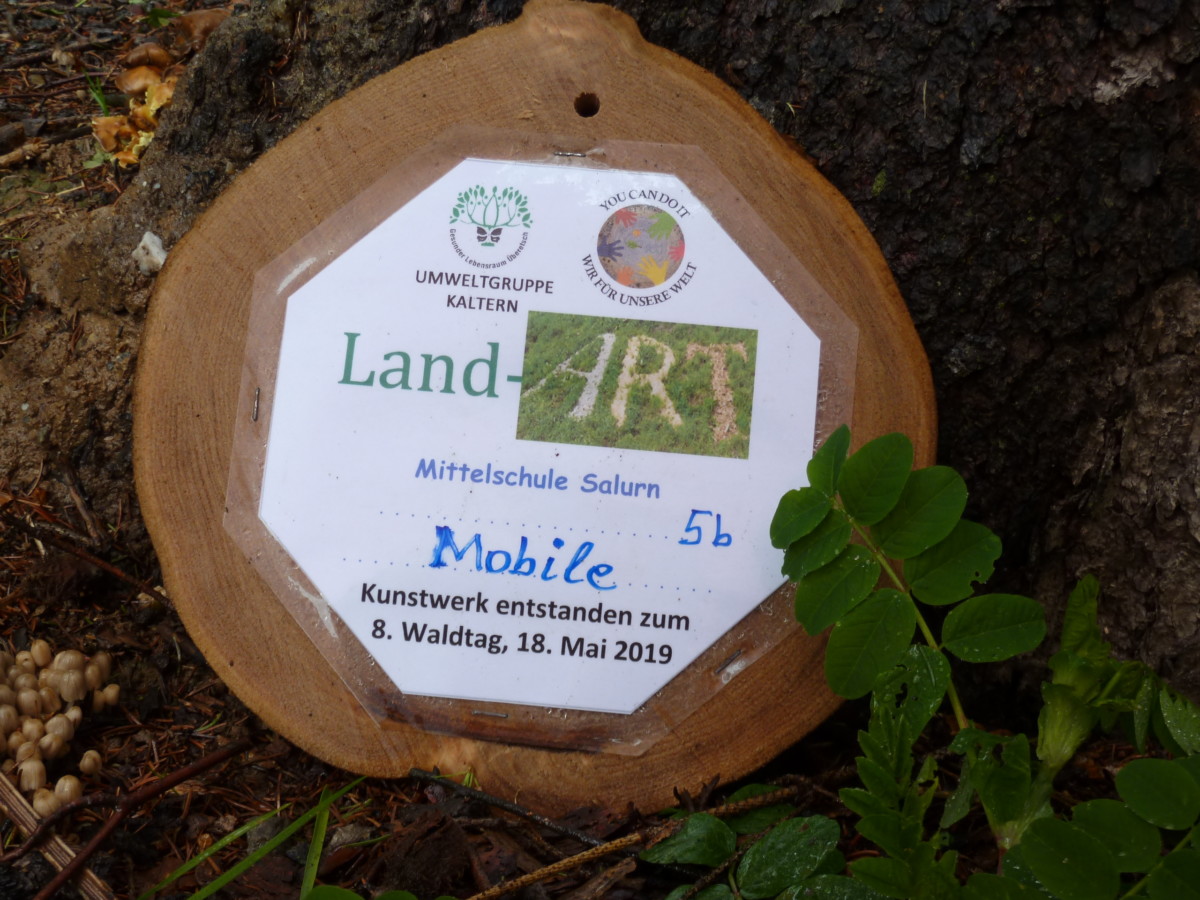 Gesunder Lebensraum Überetsch
UMWELTGRUPPE
KALTERN
YOU CAN DO IT
WIR FÜR UNSERE WELT
Land-ART
Mittelschule Salurn
5b
Mobile
Kunstwerk entstanden zum
8. Waldtag, 18. Mai 2019